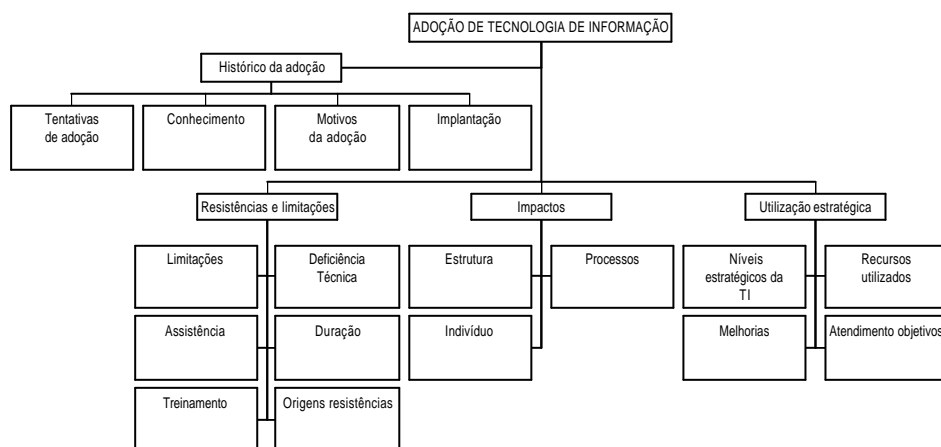 ADOÇÃO DE TECNOLOGIA DE INFORMAÇÃO
Histórico da adoção
Tentativas
de adoção
Conhecimento
Motivos
da adoção
Implantação
Resistências e limitações
Impactos
Utilização estratégica
Limitações
Deficiência
Técnica
Estrutura
Processos
Níveis
estratégicos da
TI
Recursos
utilizados
Assistência
Duração
Indivíduo
Melhorias
Atendimento objetivos
Treinamento
Origens resistências